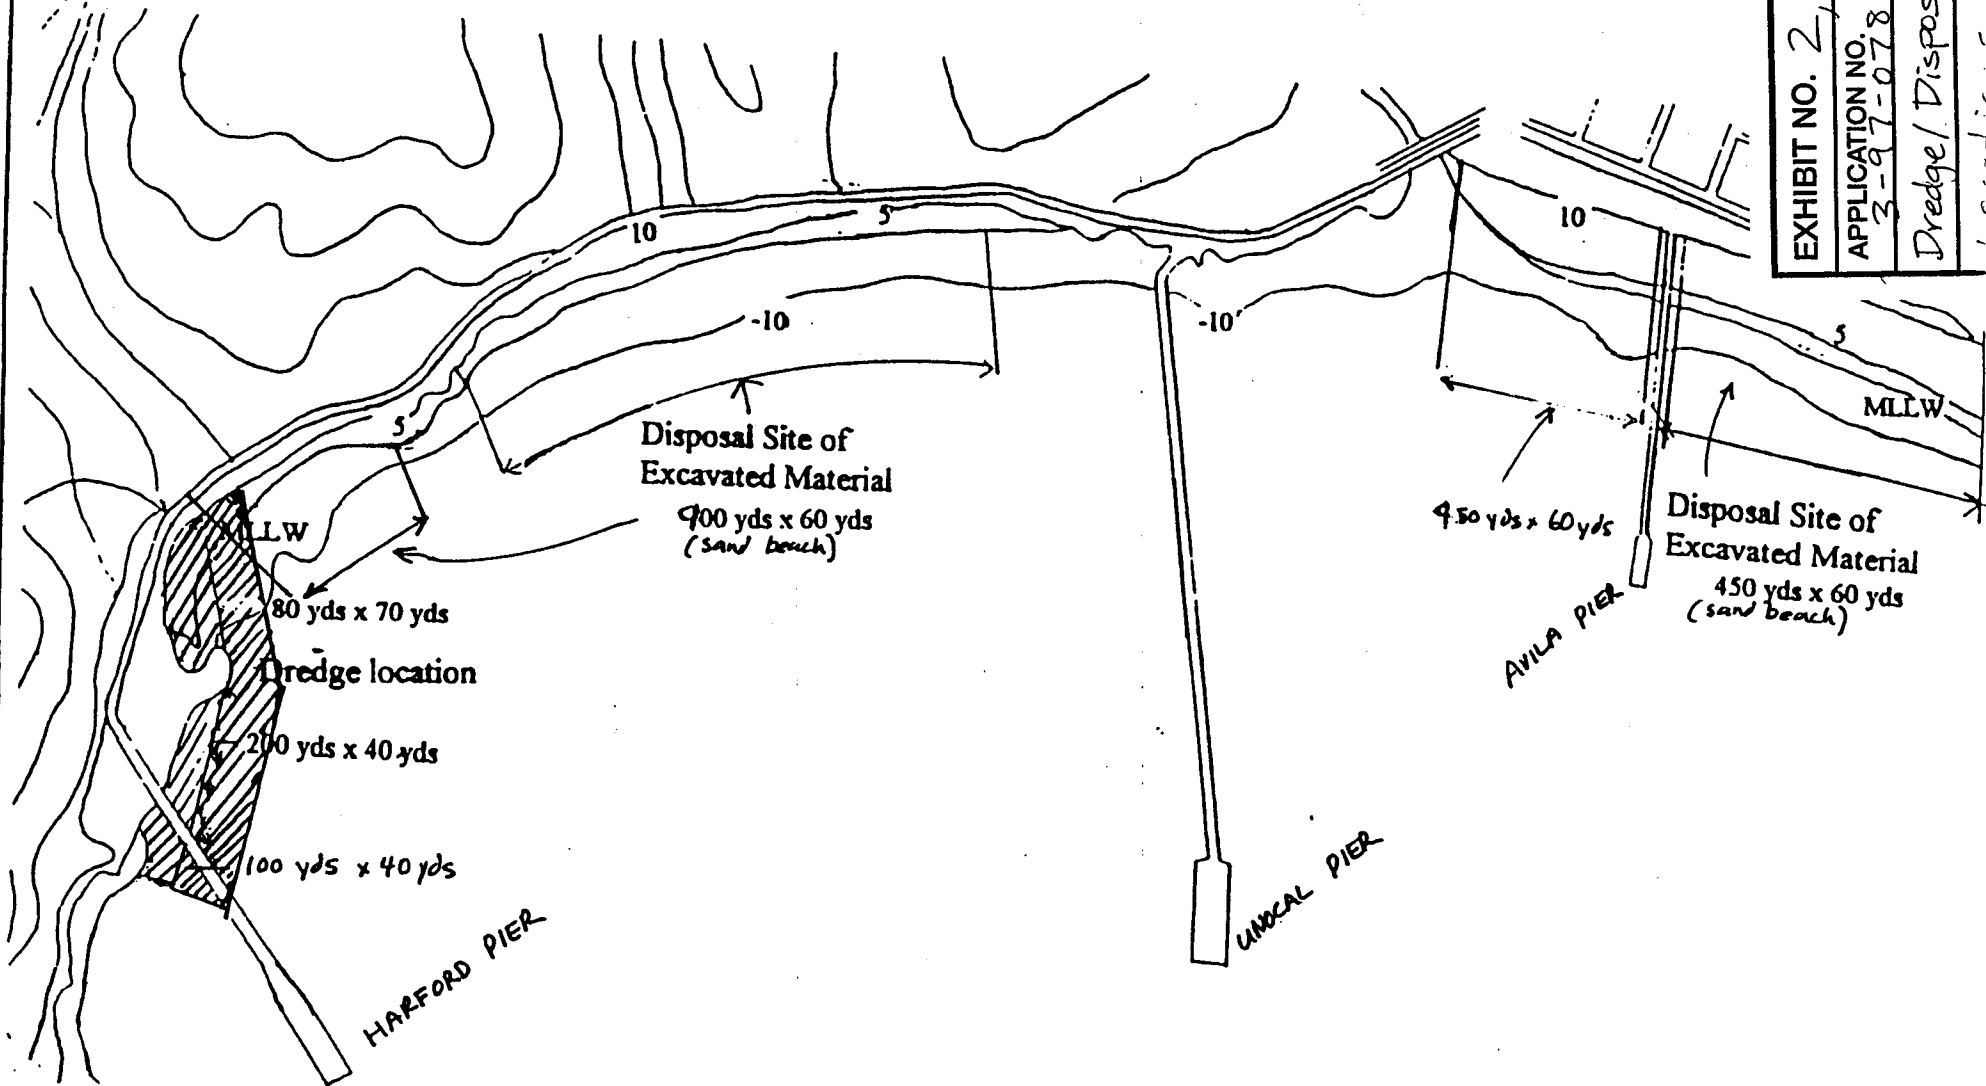 EXHIBIT NO. 2
APPLICATION NO.
3-97-078
Dredge/Dispos
10
5
10
-10
-10'
5
MLLW
5
Disposal Site of
Excavated Material
900 yds x 60 yds
(sand beach)
450 yds x 60 yds
Disposal Site of
Excavated Material
450 yds x 60 yds
(sand beach)
MLLW
80 yds x 70 yds
Dredge location
200 yds x 40 yds
100 yds x 40 yds
HARFORD PIER
UNOCAL PIER
AVILA PIER